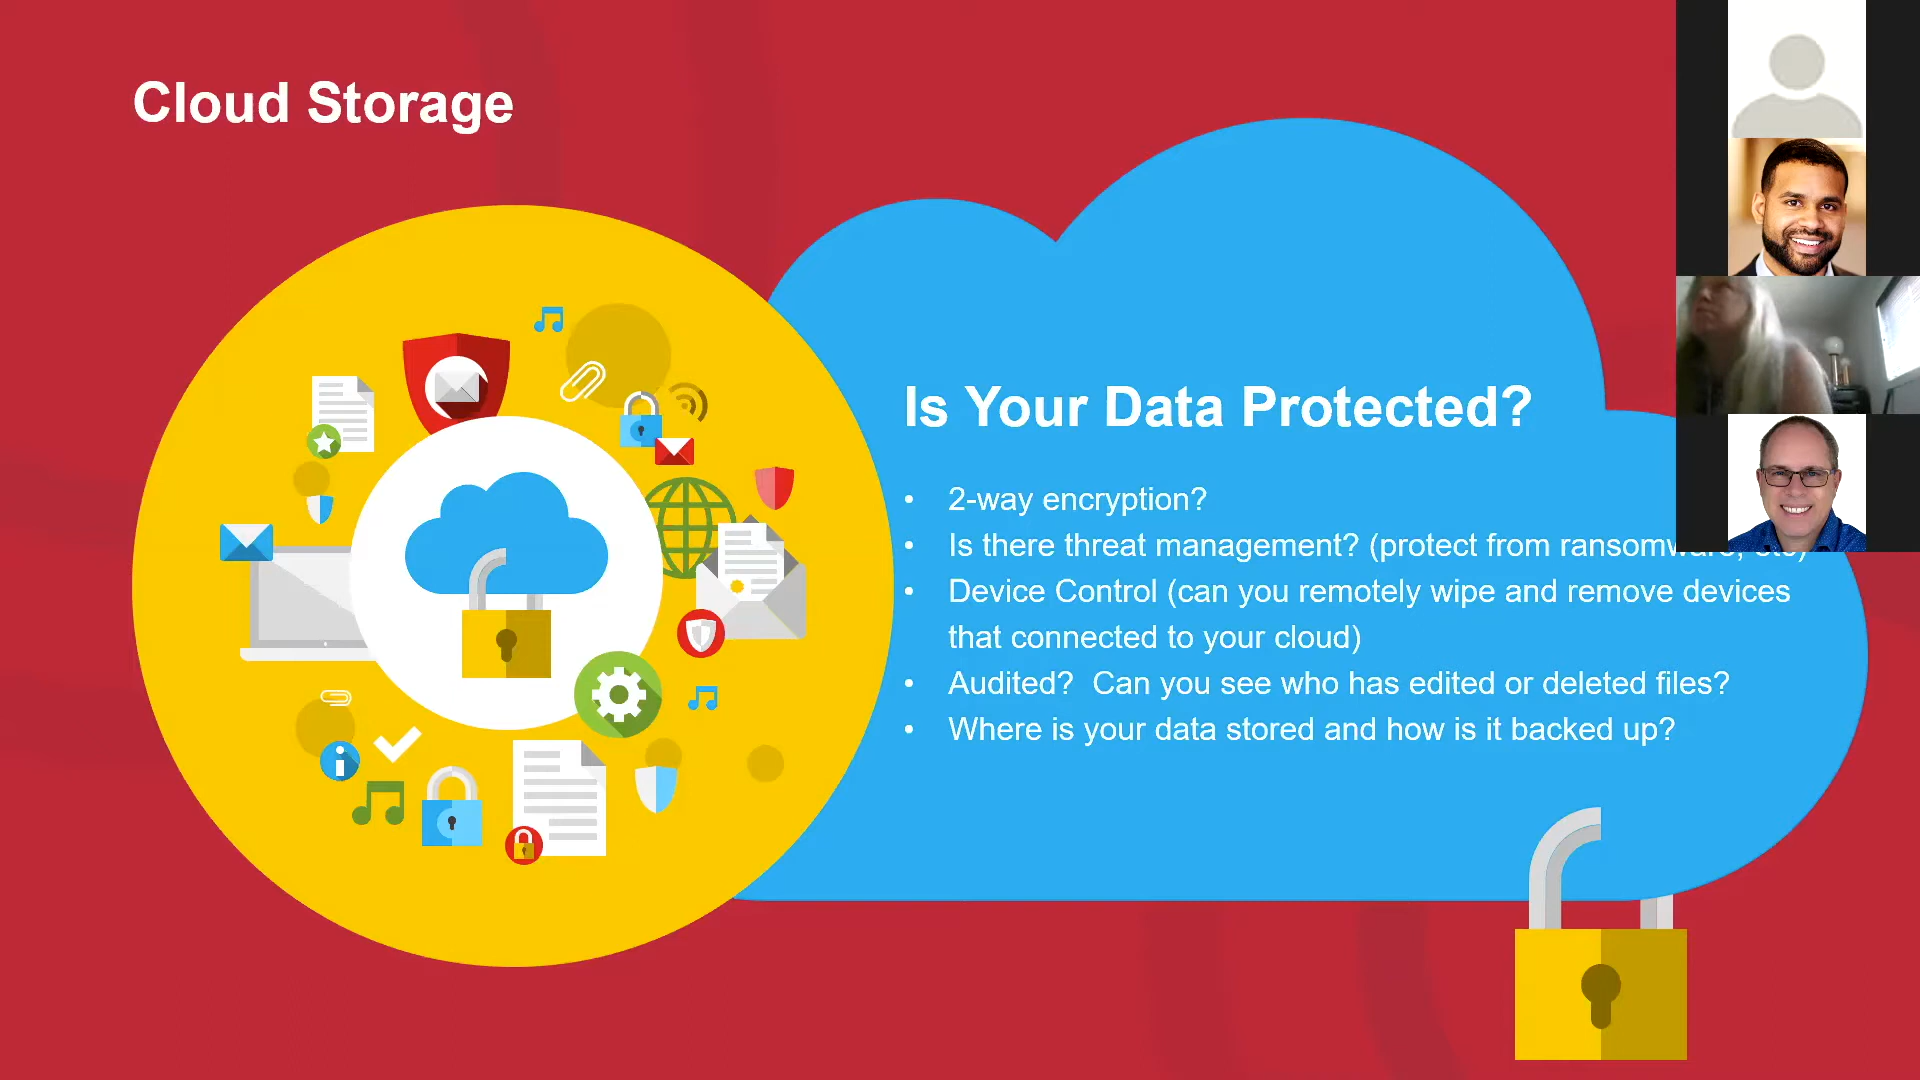 Cloud Storage
Is Your Data Protected?
• 2-way encryption?
• Is there threat management? (protect from ransomware, etc)
• Device Control (can you remotely wipe and remove devices
that connected to your cloud)
• Audited?  Can you see who has edited or deleted files?
• Where is your data stored and how is it backed up?